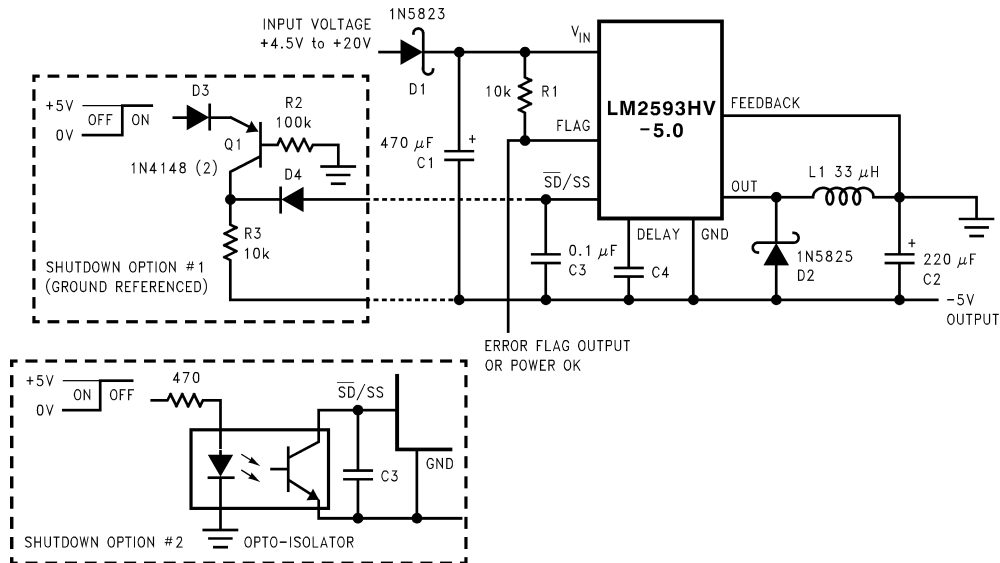 1N5823
INPUT VOLTAGE
+4.5V to +20V
D1
VIN
10k R1
FLAG
LM2593HV
-5.0
FEEDBACK
470 μF
+
C1
SD/SS
OUT
L1 33 μH
DELAY
GND
0.1 μF
C3
C4
1N5825
D2
+
220 μF
C2
-5V
OUTPUT
ERROR FLAG OUTPUT
OR POWER OK
+5V
OFF
ON
0V
D3
R2
100k
Q1
1N4148 (2)
D4
R3
10k
SHUTDOWN OPTION #1
(GROUND REFERENCED)
+5V
ON
OFF
0V
470
SD/SS
C3
GND
SHUTDOWN OPTION #2
OPTO-ISOLATOR